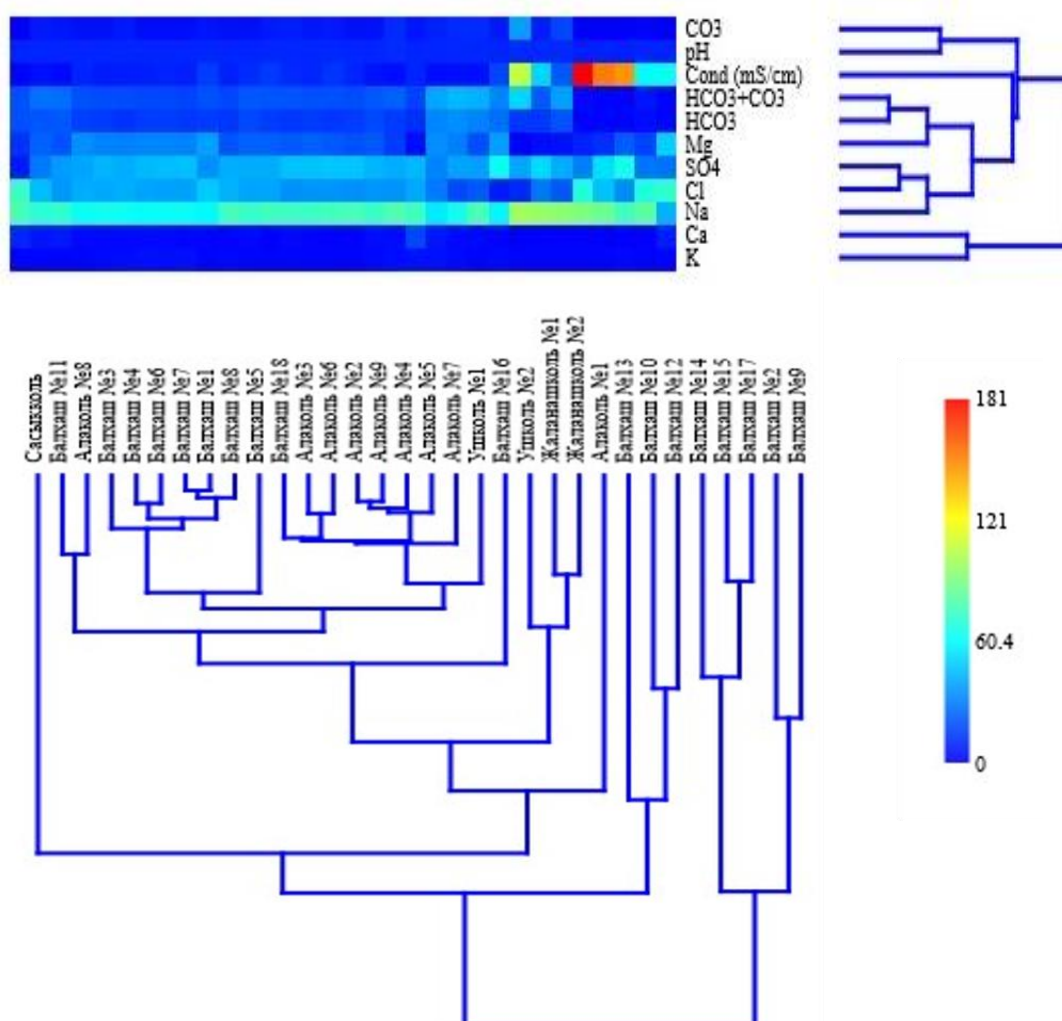 CO3
pH
Cond (mS/cm)
HCO3+CO3
HCO3
Mg
SO4
Cl
Na
Ca
K
Сасыкколь
Балхаш №11
Алаколь №8
Балхаш №3
Балхаш №4
Балхаш №6
Балхаш №7
Балхаш №1
Балхаш №8
Балхаш №5
Балхаш №18
Алаколь №3
Алаколь №6
Алаколь №2
Алаколь №9
Алаколь №4
Алаколь №5
Алаколь №7
Ушколь №1
Балхаш №16
Ушколь №2
Жаланашколь №1
Жаланашколь №2
Алаколь №1
Балхаш №13
Балхаш №10
Балхаш №12
Балхаш №14
Балхаш №15
Балхаш №17
Балхаш №2
Балхаш №9
181
121
60.4
0